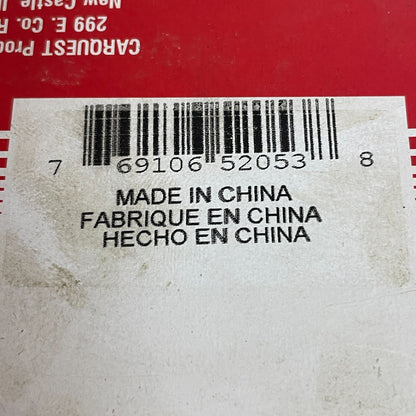 CARQUEST Prod
299 E. Co. R
New Castle, I
7 69106 52053 8
MADE IN CHINA
FABRIQUE EN CHINA
HECHO EN CHINA